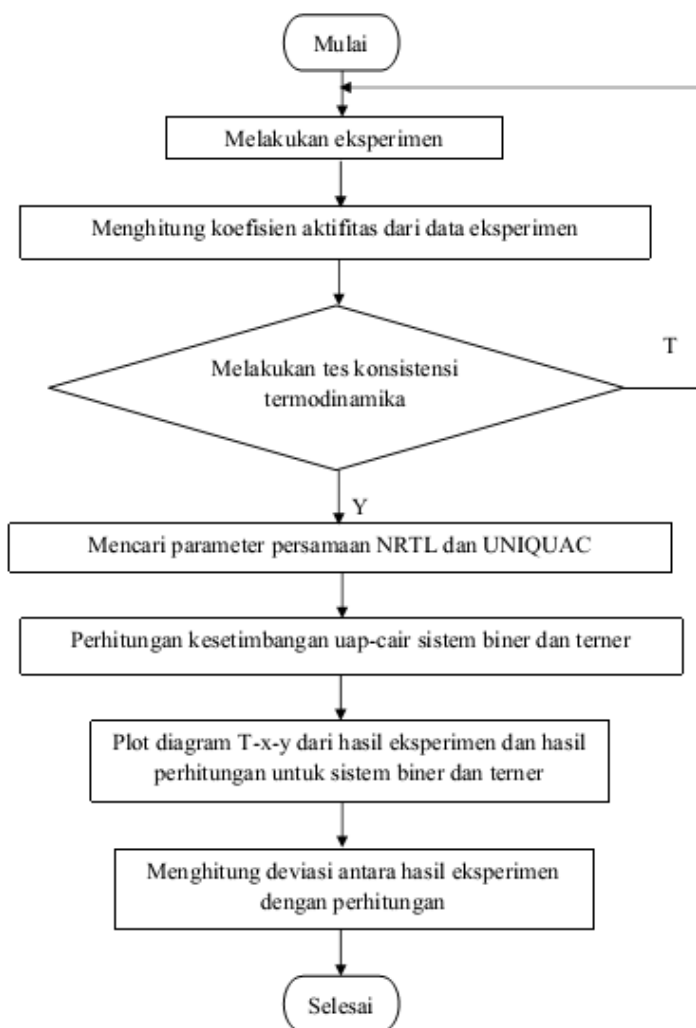 Mulai
Melakukan eksperimen
Menghitung koefisien aktifitas dari data eksperimen
Melakukan tes konsistensi
termodinamika
T
Y
Mencari parameter persamaan NRTL dan UNIQUAC
Perhitungan kesetimbangan uap-cair sistem biner dan terner
Plot diagram T-x-y dari hasil eksperimen dan hasil
perhitungan untuk sistem biner dan terner
Menghitung deviasi antara hasil eksperimen
dengan perhitungan
Selesai